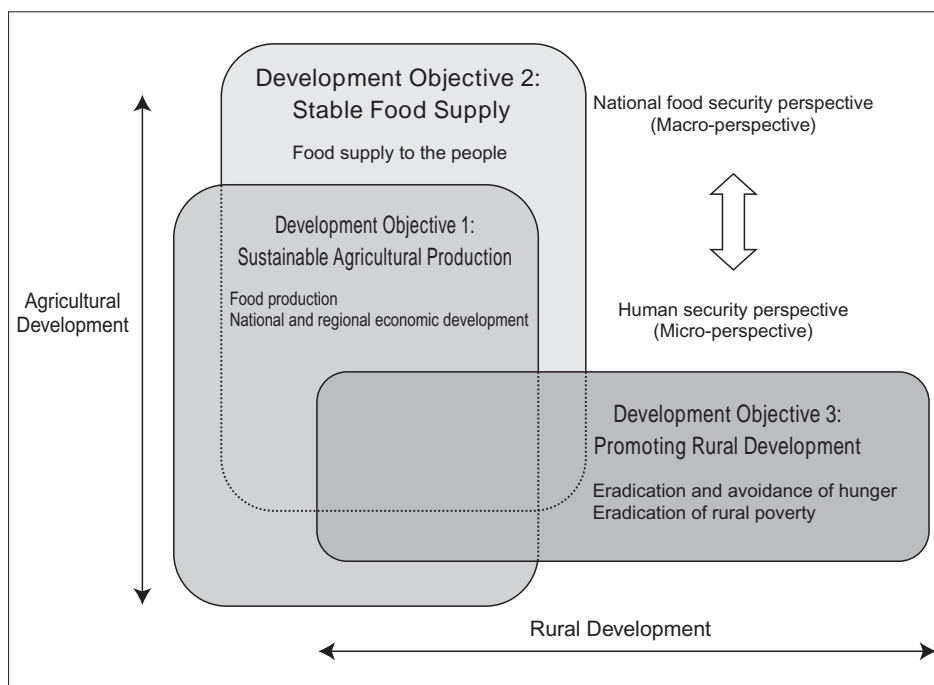 Development Objective 2:
Stable Food Supply
Food supply to the people
National food security perspective
(Macro-perspective)
Development Objective 1:
Sustainable Agricultural Production
Food production
National and regional economic development
Agricultural
Development
Human security perspective
(Micro-perspective)
Development Objective 3:
Promoting Rural Development
Eradication and avoidance of hunger
Eradication of rural poverty
Rural Development